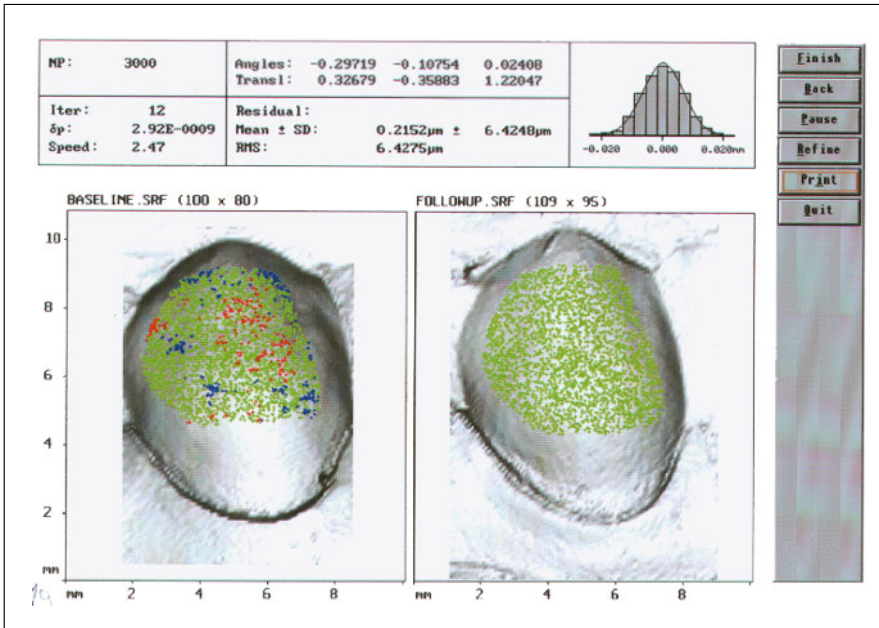 NP: 3000
Angles: -0.29719 -0.10754 0.02408
Transl: 0.32679 -0.35883 1.22047
Iter: 12
δp: 2.92E-0009
Speed: 2.47
Residual:
Mean ± SD: 0.2152µm ± 6.4248µm
RMS: 6.4275µm
-0.020 0.000 0.020mm
Finish
Back
Pause
Refine
Print
Quit
BASELINE.SRF (100 x 80)
FOLLOWUP.SRF (109 x 95)
10
8
6
4
2
mm
mm 2 4 6 8
mm 2 4 6 8